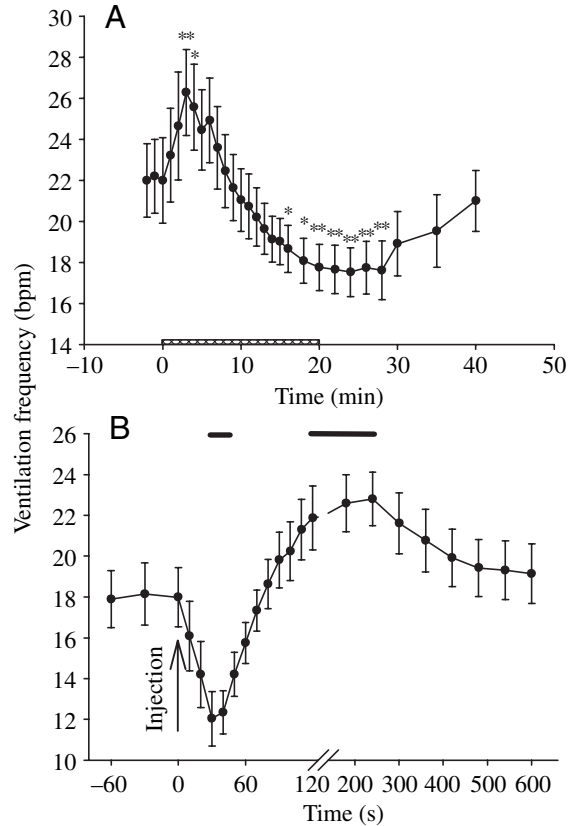 A
Ventilation frequency (bpm)
30
28
26
24
22
20
18
16
14
** 
*
* * ** ** ** ** **
–10 0 10 20 30 40 50
Time (min)
B
26
24
22
20
18
16
14
12
10
Injection
–60 0 60 120 200 300 400 500 600
Time (s)